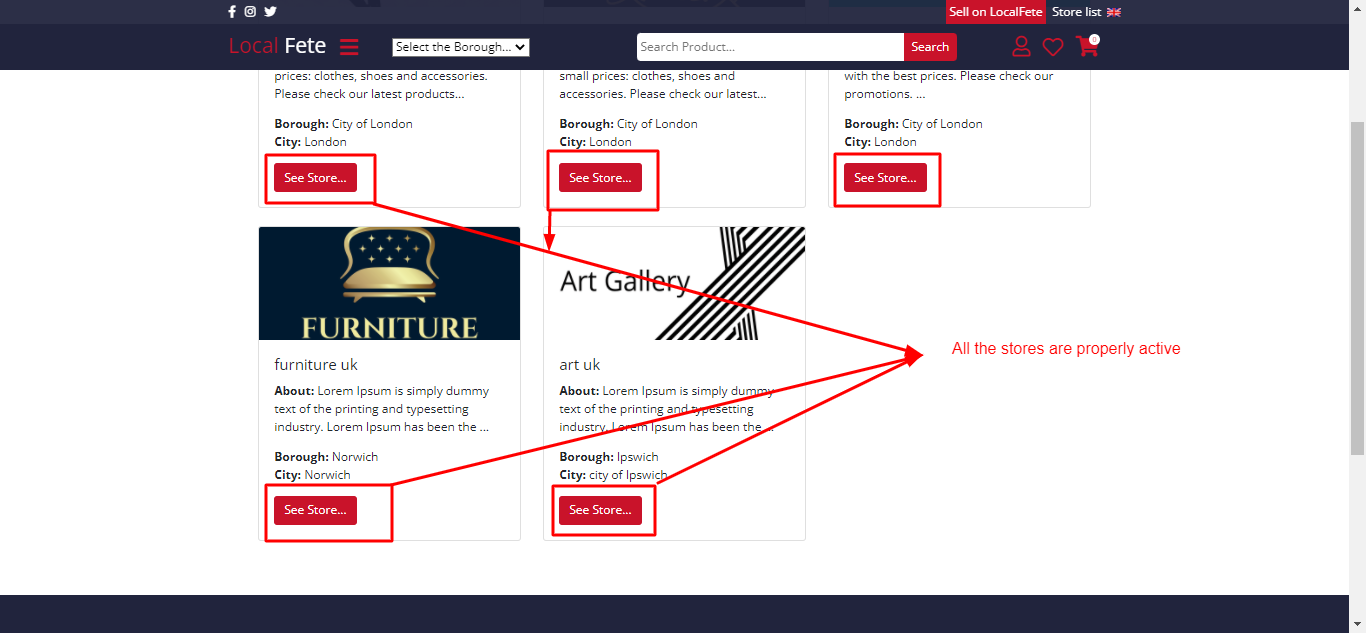 Sell on LocalFete Store list
Local Fete
Select the Borough...
Search Product...
Search
0
prices: clothes, shoes and accessories.
Please check our latest products...
Borough: City of London
City: London
See Store...
small prices: clothes, shoes and
accessories. Please check our latest...
Borough: City of London
City: London
See Store...
with the best prices. Please check our
promotions. ...
Borough: City of London
City: London
See Store...
FURNITURE
furniture uk
About: Lorem Ipsum is simply dummy
text of the printing and typesetting
industry. Lorem Ipsum has been the ...
Borough: Norwich
City: Norwich
See Store...
Art Gallery
art uk
About: Lorem Ipsum is simply dummy
text of the printing and typesetting
industry. Lorem Ipsum has been the ...
Borough: Ipswich
City: city of Ipswich
See Store...
All the stores are properly active